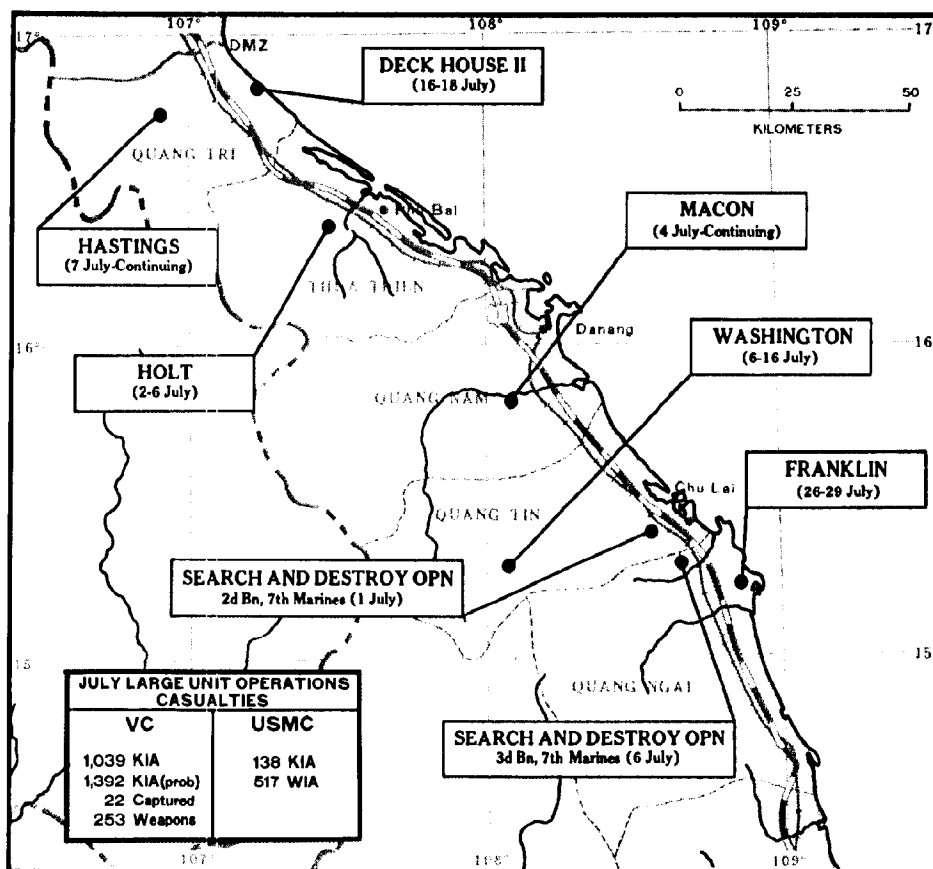 107°
108°
109°
17°
17
DMZ
DECK HOUSE II
(16-18 July)
0 25 50
KILOMETERS
QUANG TRI
Phu Bai
MACON
(4 July-Continuing)
HASTINGS
(7 July-Continuing)
THUA THIEN
Danang
WASHINGTON
(6-16 July)
16°
16
HOLT
(2-6 July)
QUANG NAM
FRANKLIN
(26-29 July)
Chu Lai
QUANG TIN
SEARCH AND DESTROY OPN
2d Bn, 7th Marines (1 July)
15
15
QUANG NGAI
JULY LARGE UNIT OPERATIONS
CASUALTIES
VC USMC
1,039 KIA 138 KIA
1,392 KIA(prob) 517 WIA
22 Captured
253 Weapons
SEARCH AND DESTROY OPN
3d Bn, 7th Marines (6 July)
107°
108°
109°